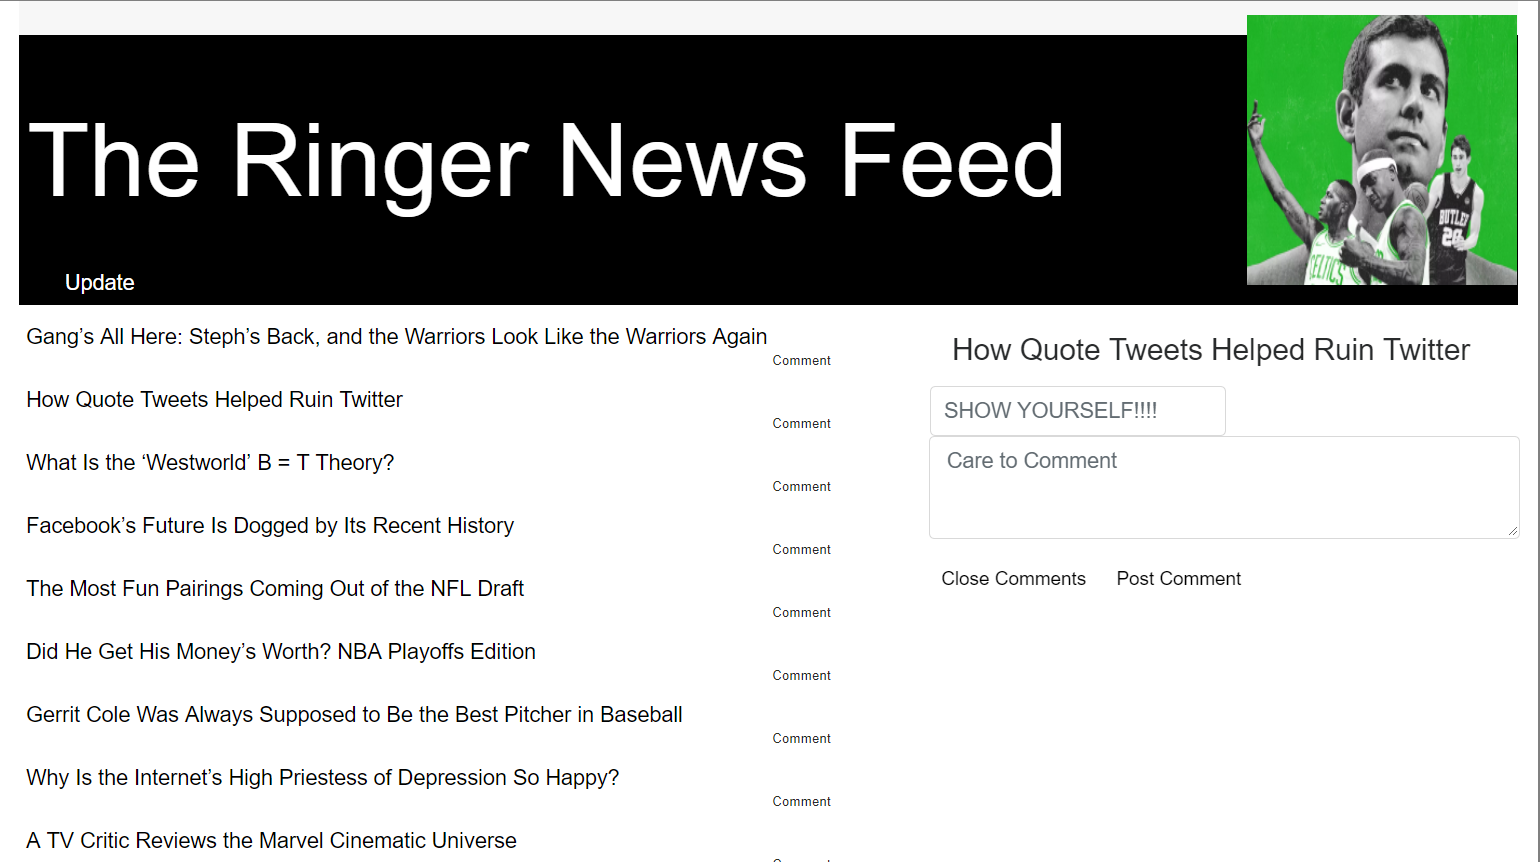 The Ringer News Feed
BUTLER
20
CELTICS
Update
Gang’s All Here: Steph’s Back, and the Warriors Look Like the Warriors Again
Comment
How Quote Tweets Helped Ruin Twitter
Comment
What Is the ‘Westworld’ B = T Theory?
Comment
Facebook’s Future Is Dogged by Its Recent History
Comment
The Most Fun Pairings Coming Out of the NFL Draft
Comment
Did He Get His Money’s Worth? NBA Playoffs Edition
Comment
Gerrit Cole Was Always Supposed to Be the Best Pitcher in Baseball
Comment
Why Is the Internet’s High Priestess of Depression So Happy?
Comment
A TV Critic Reviews the Marvel Cinematic Universe
How Quote Tweets Helped Ruin Twitter
SHOW YOURSELF!!!!
Care to Comment
Close Comments Post Comment